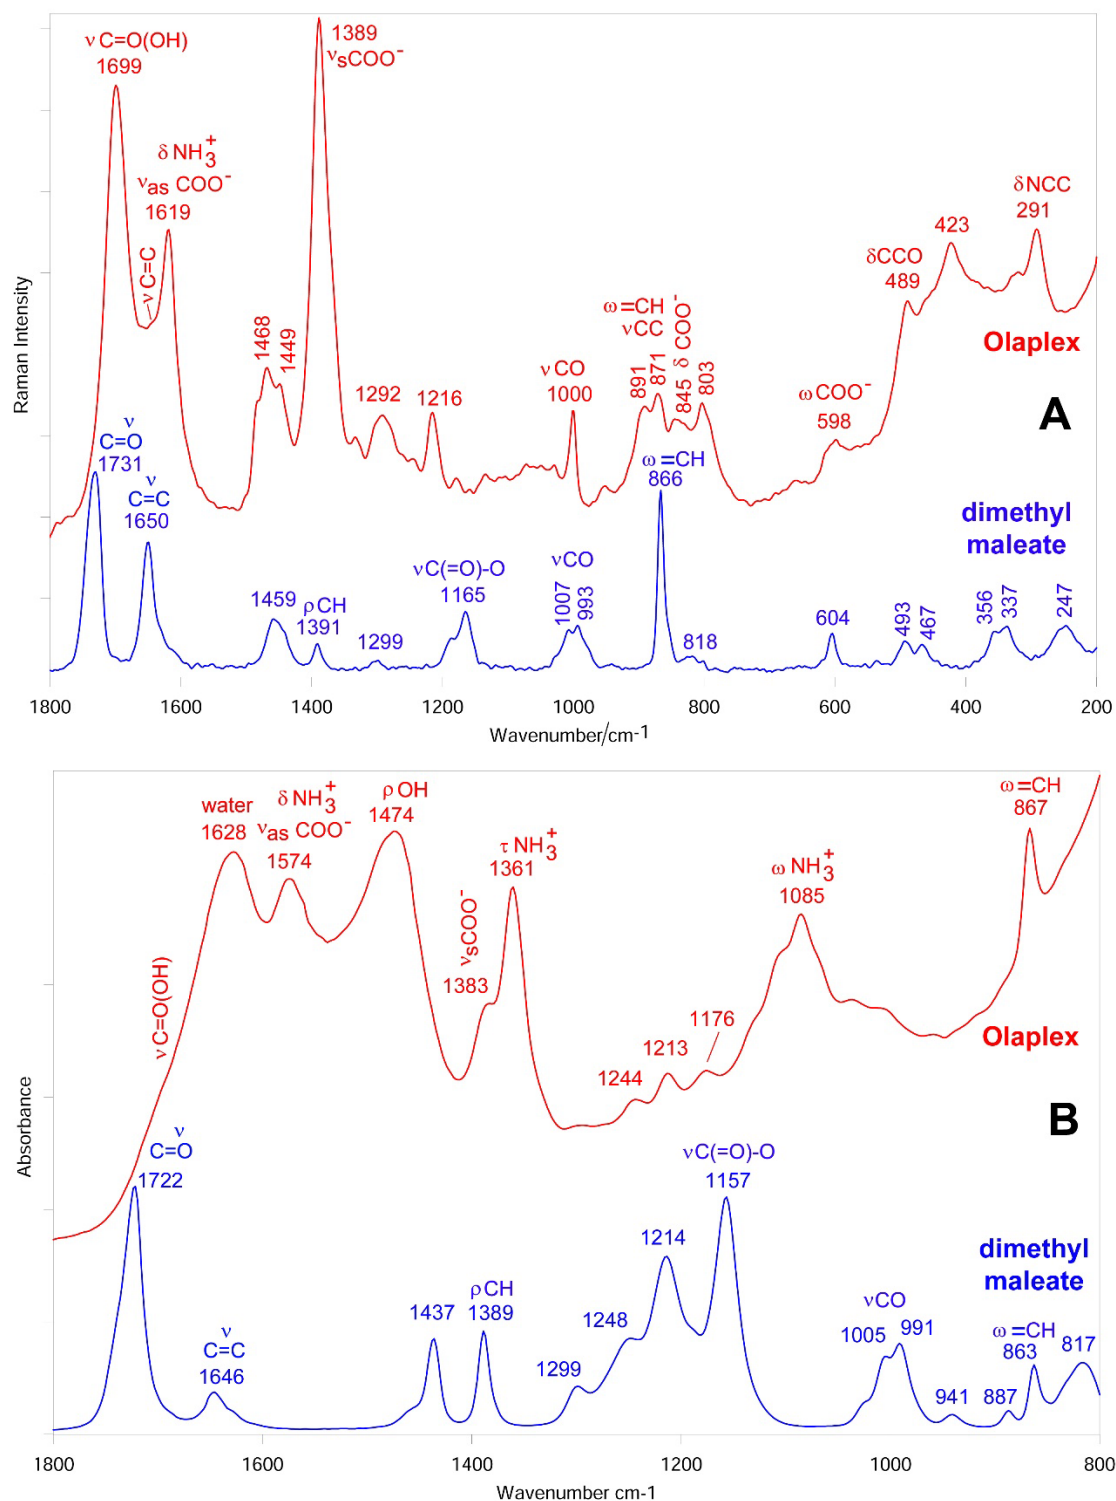 ν C=O(OH)
1699
1389
νsCOO⁻
δ NH₃⁺
νas COO⁻
1619
ν C=C
1468
1449
1292
1216
ν CO
1000
ω=CH
νCC
δ COO⁻
891
871
845
803
ω COO⁻
598
δCCO
489
423
δNCC
291
Olaplex
A
Raman Intensity
ν
C=O
1731
ν
C=C
1650
1459
ρCH
1391
1299
νC(=O)-O
1165
νCO
1007
993
ω=CH
866
818
604
493
467
356
337
247
dimethyl
maleate
1800 1600 1400 1200 1000 800 600 400 200
Wavenumber/cm-1
water
1628
δ NH₃⁺
νas COO⁻
1574
ρ OH
1474
ν C=O(OH)
νsCOO⁻
1383
τ NH₃⁺
1361
1244
1213
1176
ω NH₃⁺
1085
ω=CH
867
Olaplex
B
Absorbance
ν
C=O
1722
ν
C=C
1646
1437
ρ CH
1389
1299
1248
1214
νC(=O)-O
1157
νCO
1005
991
941
887
ω=CH
863
817
dimethyl
maleate
1800 1600 1400 1200 1000 800
Wavenumber cm-1